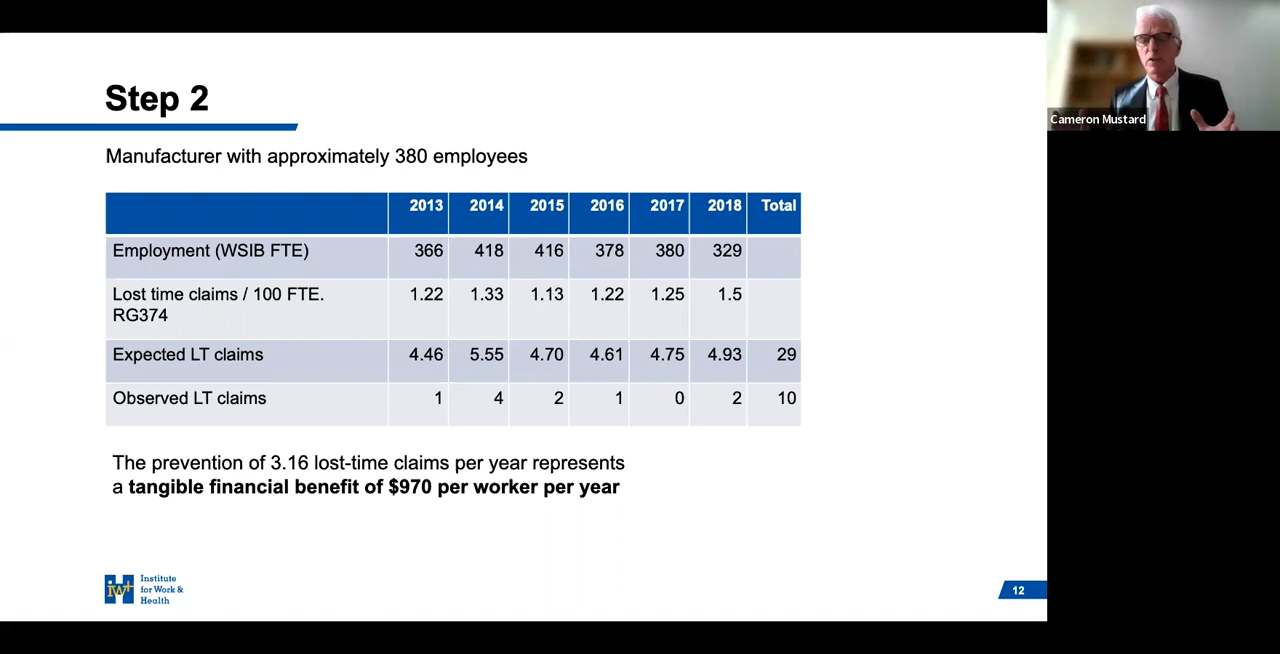 Step 2
Manufacturer with approximately 380 employees
2013 2014 2015 2016 2017 2018 Total
Employment (WSIB FTE) 366 418 416 378 380 329
Lost time claims / 100 FTE. 1.22 1.33 1.13 1.22 1.25 1.5
RG374
Expected LT claims 4.46 5.55 4.70 4.61 4.75 4.93 29
Observed LT claims 1 4 2 1 0 2 10
The prevention of 3.16 lost-time claims per year represents
a tangible financial benefit of $970 per worker per year
iw+H
Institute
for Work &
Health
12
Cameron Mustard